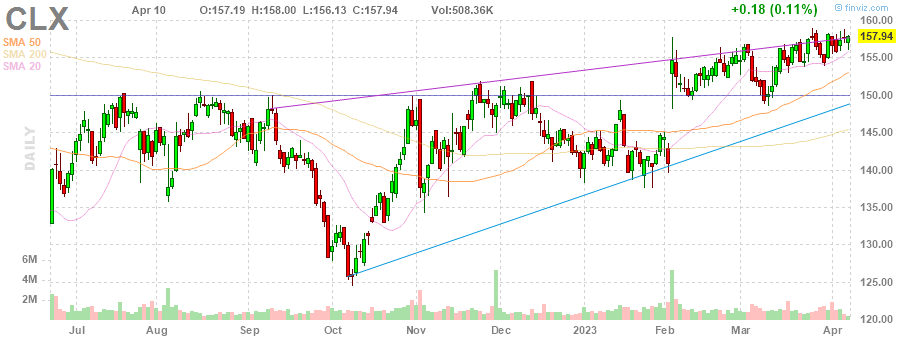 CLX
Apr 10 O:157.19 H:158.00 L:156.13 C:157.94 Vol:508.36K +0.18 (0.11%)
© finviz.com
SMA 50
SMA 200
SMA 20
DAILY
160.00
157.94
155.00
150.00
145.00
140.00
135.00
130.00
125.00
120.00
6M
4M
2M
Jul Aug Sep Oct Nov Dec 2023 Feb Mar Apr